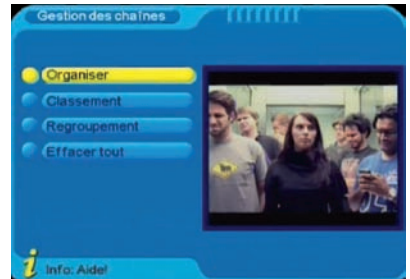 Gestion des chaînes
Organiser
Classement
Regroupement
Effacer tout
i Info: Aide!